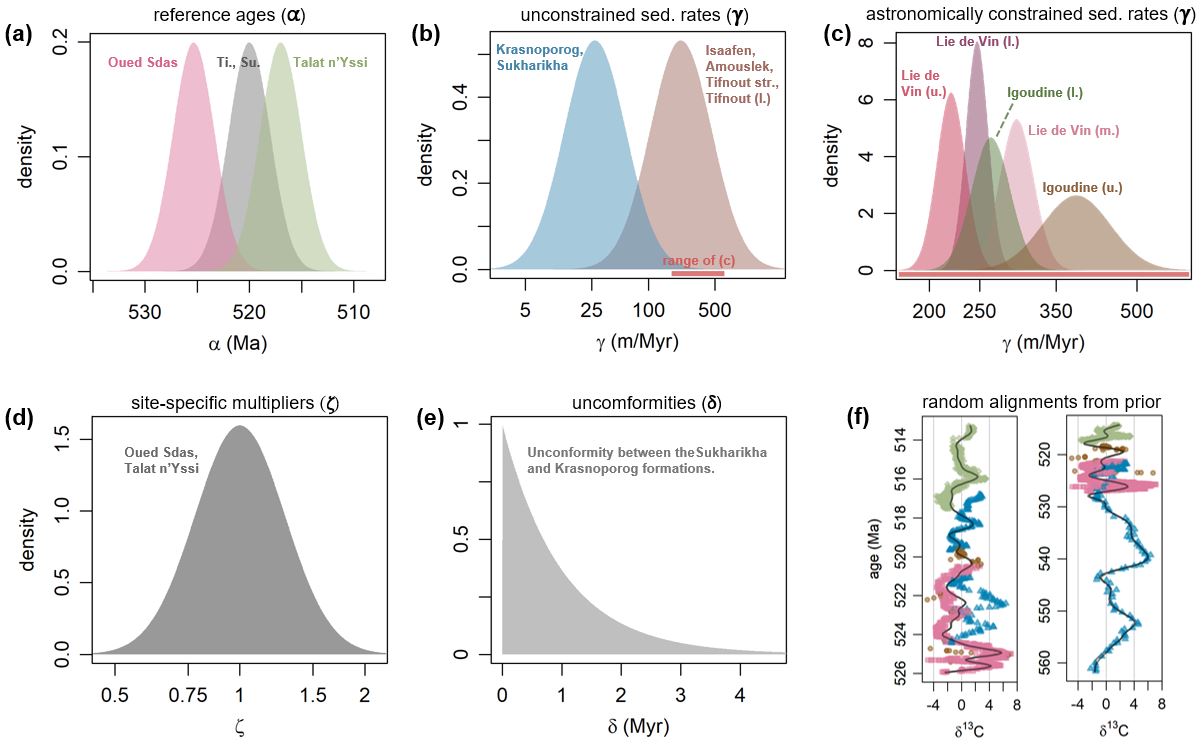 (a)
reference ages (α)
Oued Sdas
Ti., Su.
Talat n'Yssi
density
0.0
0.1
0.2
530
520
510
α (Ma)
(b)
unconstrained sed. rates (γ)
Krasnoporog,
Sukharikha
Isaafen,
Amouslek,
Tifnout str.,
Tifnout (l.)
range of (c)
density
0.0
0.2
0.4
5
25
100
500
γ (m/Myr)
(c)
astronomically constrained sed. rates (γ)
Lie de Vin (l.)
Lie de
Vin (u.)
Igoudine (l.)
Lie de Vin (m.)
Igoudine (u.)
density
0
2
4
6
8
200
250
350
500
γ (m/Myr)
(d)
site-specific multipliers (ζ)
Oued Sdas,
Talat n'Yssi
density
0.0
0.5
1.0
1.5
0.5
0.75
1
1.5
2
ζ
(e)
uncomformities (δ)
Unconformity between the Sukharikha
and Krasnoporog formations.
0
0.5
1
0
1
2
3
4
δ (Myr)
(f)
random alignments from prior
age (Ma)
514
516
518
520
522
524
526
-4 0 4 8
δ¹³C
520
530
540
550
560
-4 0 4 8
δ¹³C